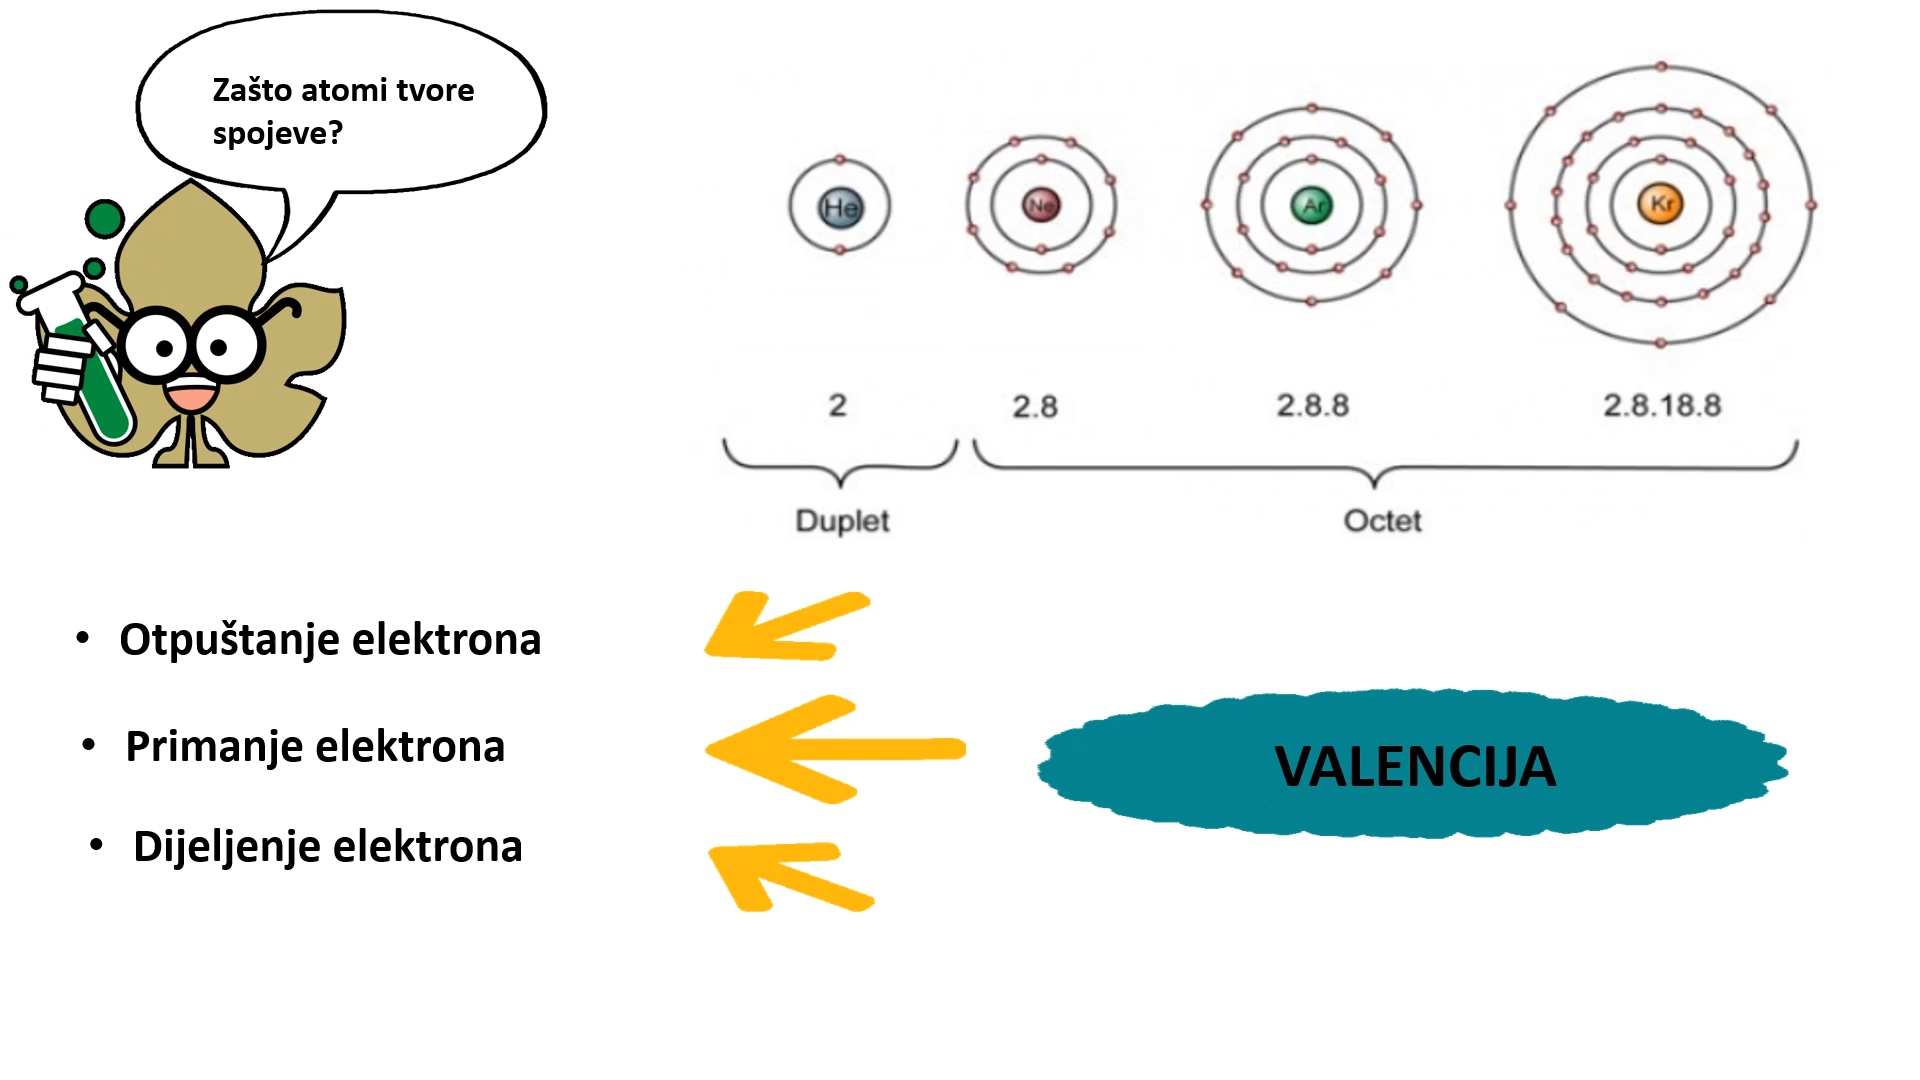 Zašto atomi tvore
spojeve?
He
Ne
Ar
Kr
2
2.8
2.8.8
2.8.18.8
Duplet
Octet
• Otpuštanje elektrona
• Primanje elektrona
• Dijeljenje elektrona
VALENCIJA